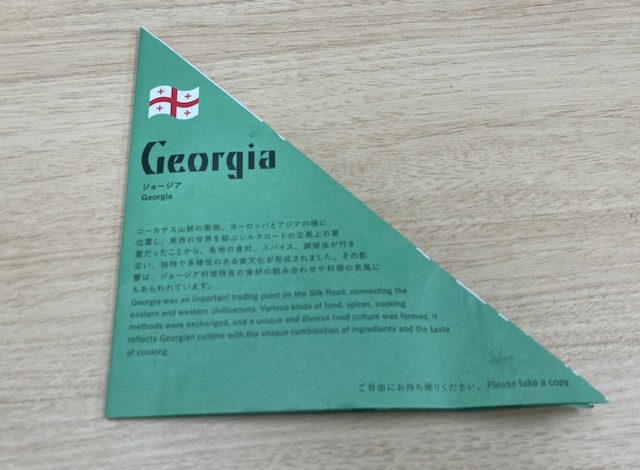 Georgia
ジョージア
Georgia
コーカサス山脈の南側、ヨーロッパとアジアの境に
位置し、東西の世界を結ぶシルクロードの交易上の要
衝だったことから、各地の食材、スパイス、調理法が行き
交い、独特で多様性のある食文化が形成されました。その影
響は、ジョージア料理特有の食材の組み合わせや料理の気風に
もあらわれています。
Georgia was an important trading point on the Silk Road, connecting the
eastern and western civilizations. Various kinds of food, spices, cooking
methods were exchanged, and a unique and diverse food culture was formed. It
reflects Georgian cuisine with the unique combination of ingredients and the taste
of cooking.
ご自由にお持ち帰りください。Please take a copy.